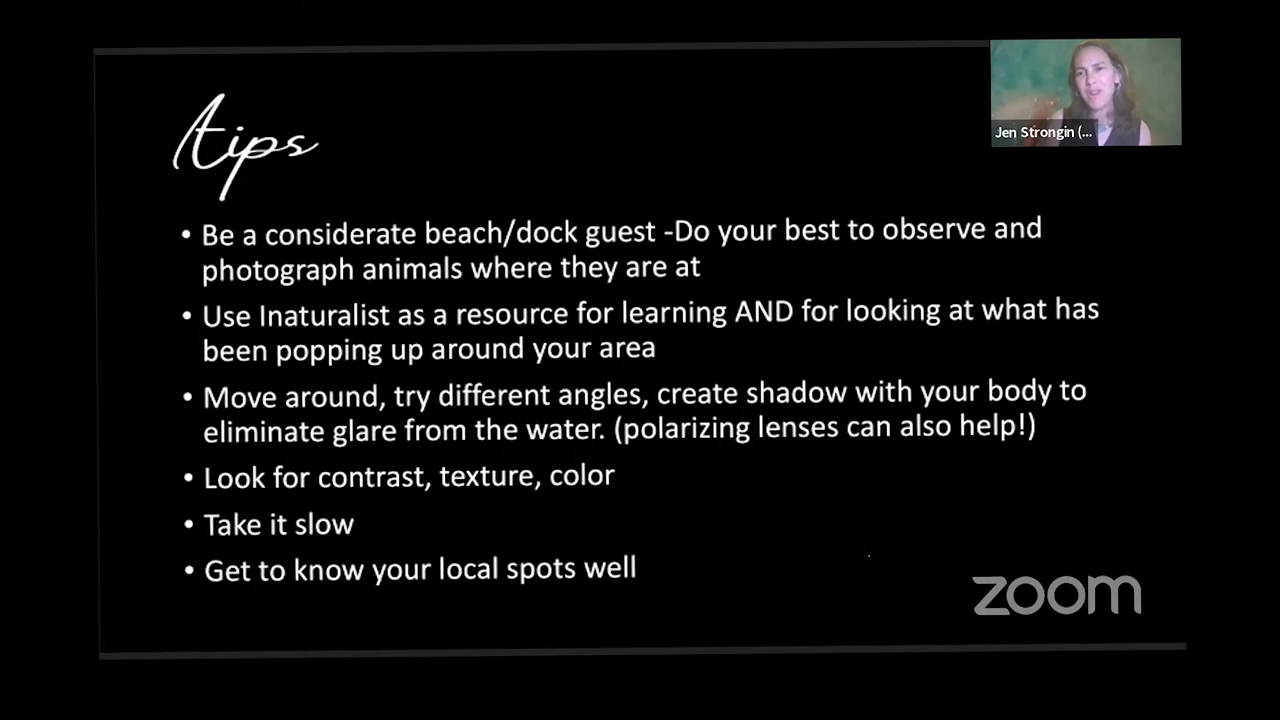 tips
Jen Strongin (...
• Be a considerate beach/dock guest -Do your best to observe and
photograph animals where they are at
• Use Inaturalist as a resource for learning AND for looking at what has
been popping up around your area
• Move around, try different angles, create shadow with your body to
eliminate glare from the water. (polarizing lenses can also help!)
• Look for contrast, texture, color
• Take it slow
• Get to know your local spots well
zoom